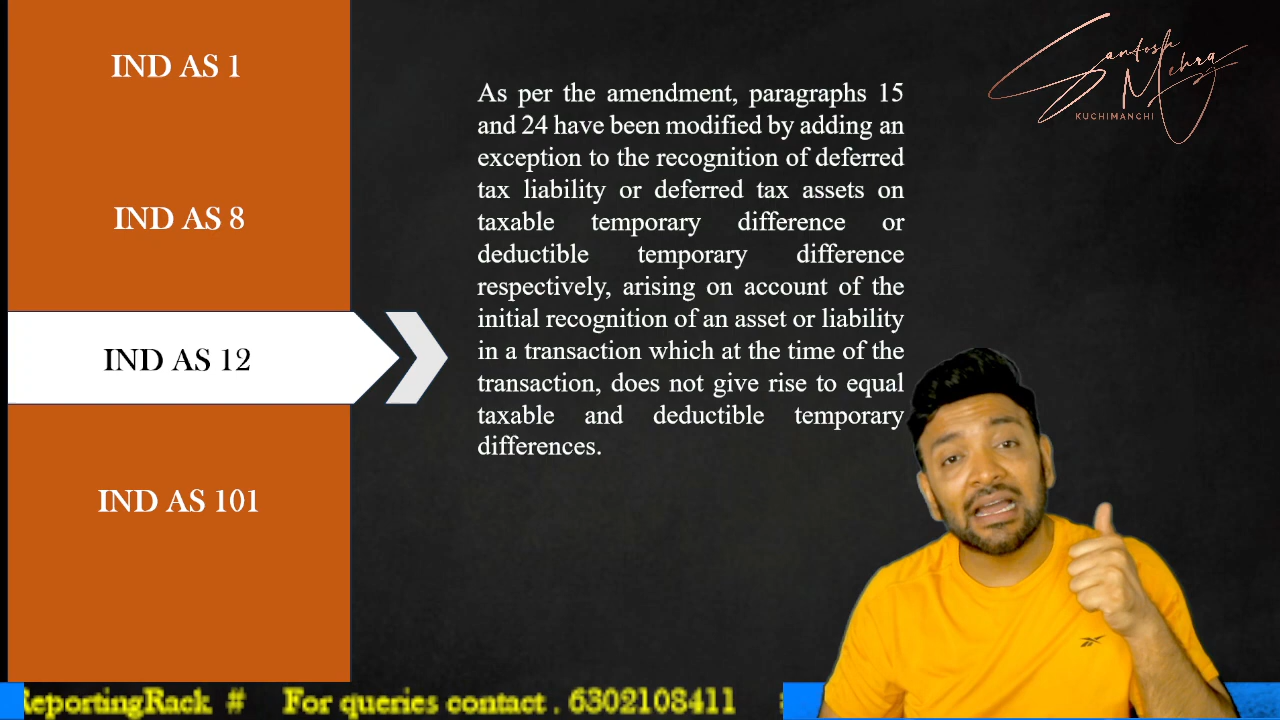 IND AS 1
IND AS 8
IND AS 12
IND AS 101
As per the amendment, paragraphs 15
and 24 have been modified by adding an
exception to the recognition of deferred
tax liability or deferred tax assets on
taxable temporary difference or
deductible temporary difference
respectively, arising on account of the
initial recognition of an asset or liability
in a transaction which at the time of the
transaction, does not give rise to equal
taxable and deductible temporary
differences.
Santosh
Mehra
KUCHIMANCHI
ReportingRack # For queries contact . 6302108411